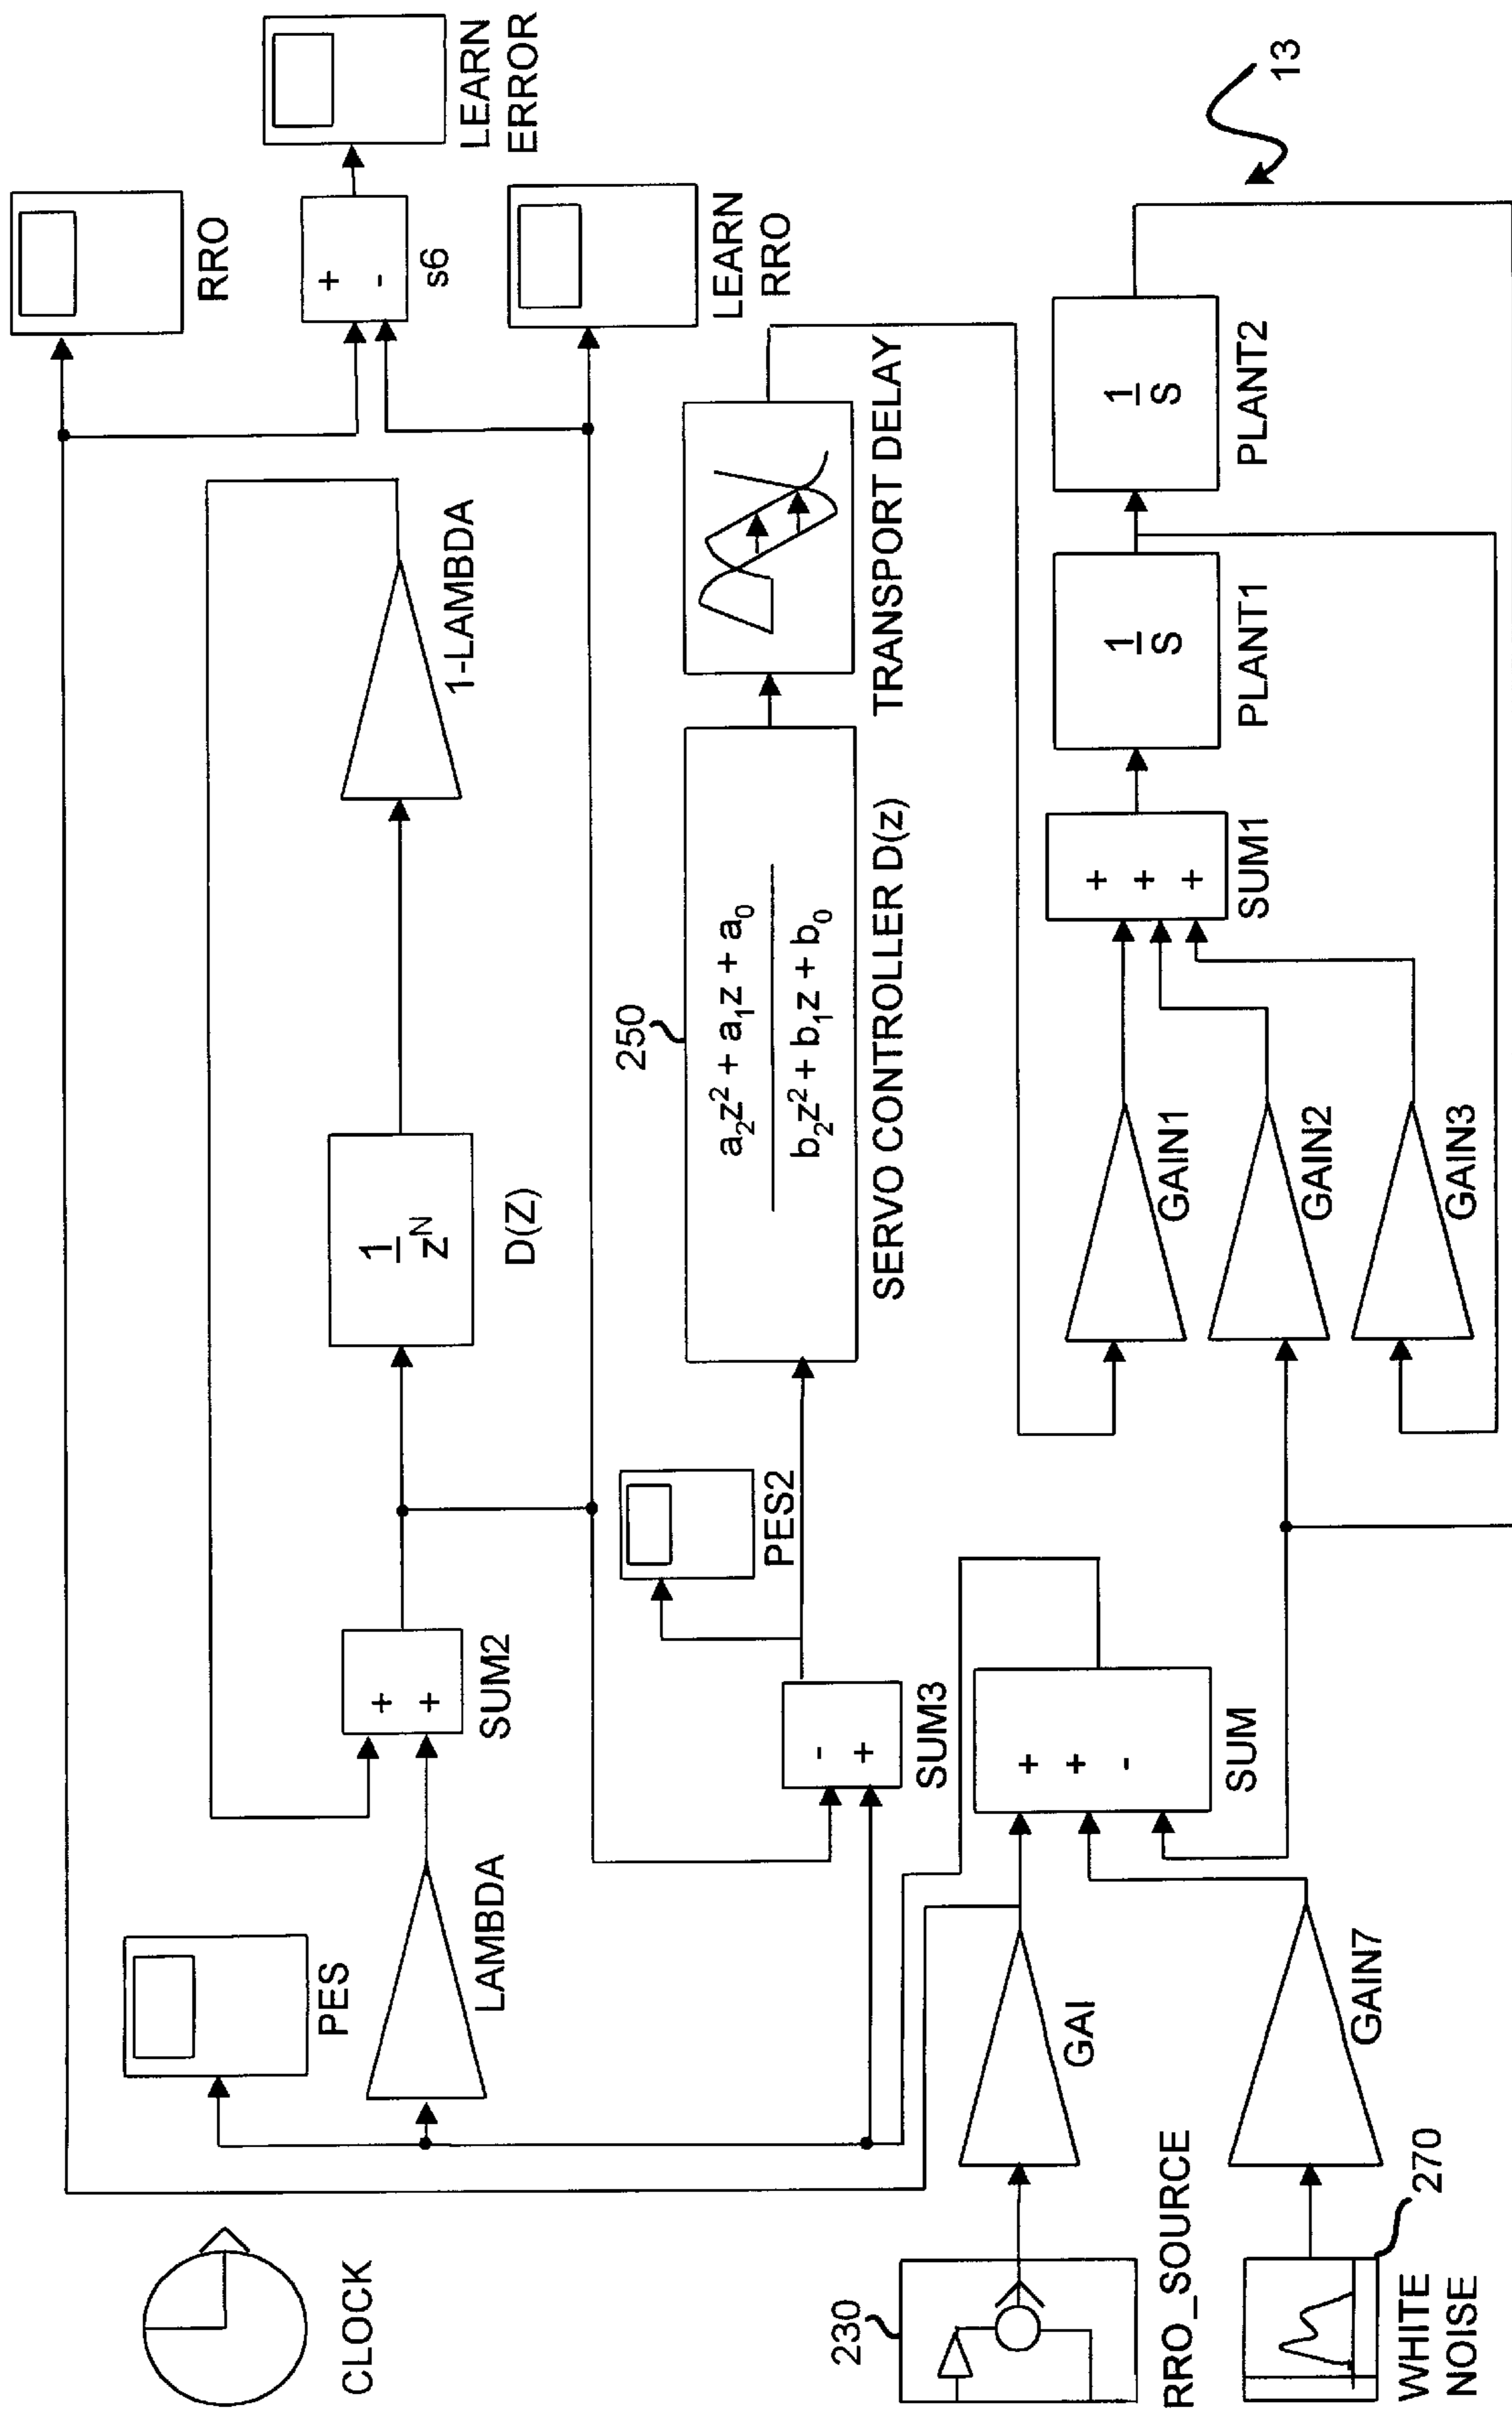 CLOCK
PES
LAMBDA
+
+
SUM2
1
z^N
D(Z)
1-LAMBDA
RRO
+
-
s6
LEARN
ERROR
LEARN
RRO
-
+
SUM3
PES2
250
a₂z² + a₁z + a₀
b₂z² + b₁z + b₀
SERVO CONTROLLER D(z)
TRANSPORT DELAY
230
RRO_SOURCE
GAI
+
+
-
SUM
WHITE
NOISE
270
GAIN7
GAIN1
GAIN2
GAIN3
+
+
+
SUM1
1
S
PLANT1
1
S
PLANT2
13